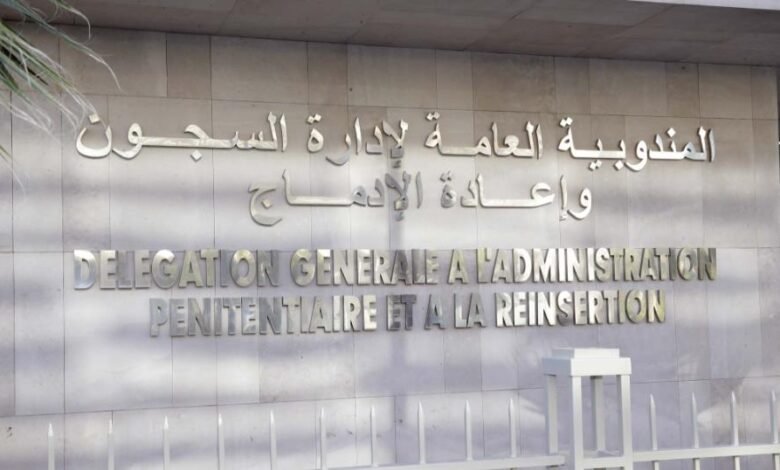 المندوبية العامة لإدارة السجون
وإعادة الإدماج
DELEGATION GENERALE A L'ADMINISTRATION
PENITENTIAIRE ET A LA REINSERTION